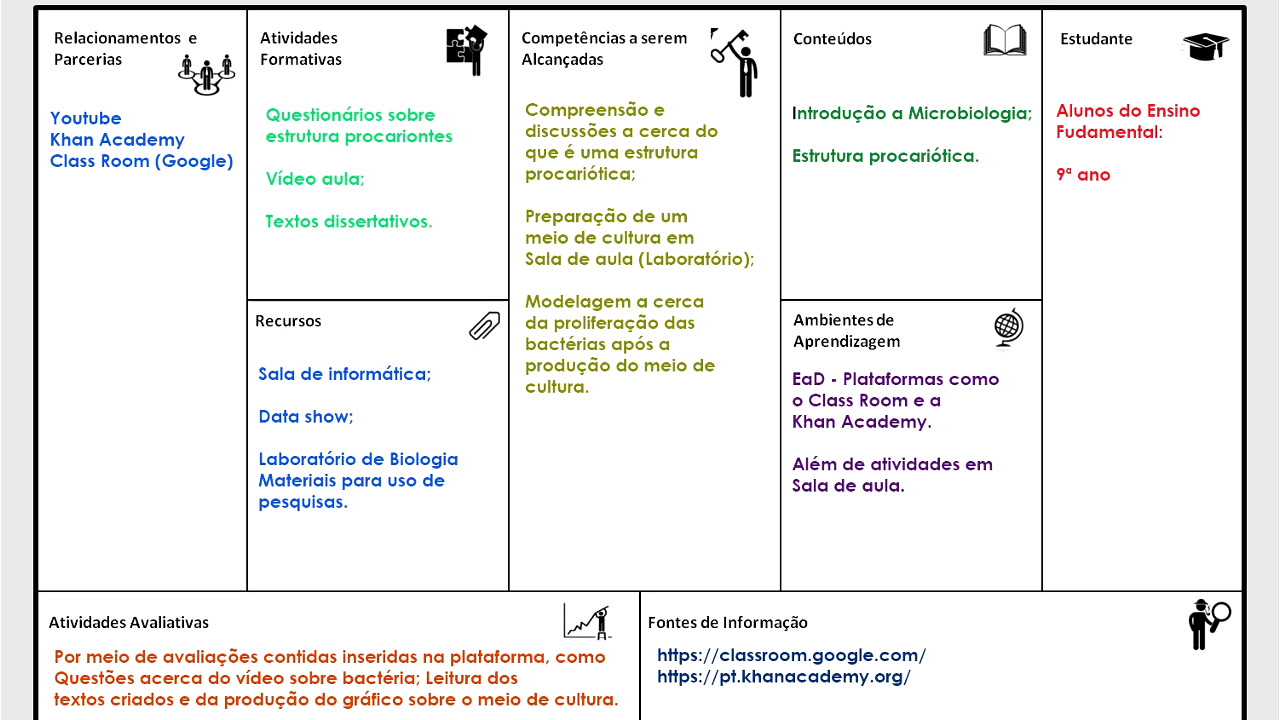 Relacionamentos e
Parcerias
Youtube
Khan Academy
Class Room (Google)
Atividades
Formativas
Questionários sobre
estrutura procariontes
Vídeo aula;
Textos dissertativos.
Recursos
Sala de informática;
Data show;
Laboratório de Biologia
Materiais para uso de
pesquisas.
Competências a serem
Alcançadas
Compreensão e
discussões a cerca do
que é uma estrutura
procariótica;
Preparação de um
meio de cultura em
Sala de aula (Laboratório);
Modelagem a cerca
da proliferação das
bactérias após a
produção do meio de
cultura.
Conteúdos
Introdução a Microbiologia;
Estrutura procariótica.
Ambientes de
Aprendizagem
EaD - Plataformas como
o Class Room e a
Khan Academy.
Além de atividades em
Sala de aula.
Estudante
Alunos do Ensino
Fudamental:
9ª ano
Atividades Avaliativas
Por meio de avaliações contidas inseridas na plataforma, como
Questões acerca do vídeo sobre bactéria; Leitura dos
textos criados e da produção do gráfico sobre o meio de cultura.
Fontes de Informação
https://classroom.google.com/
https://pt.khanacademy.org/